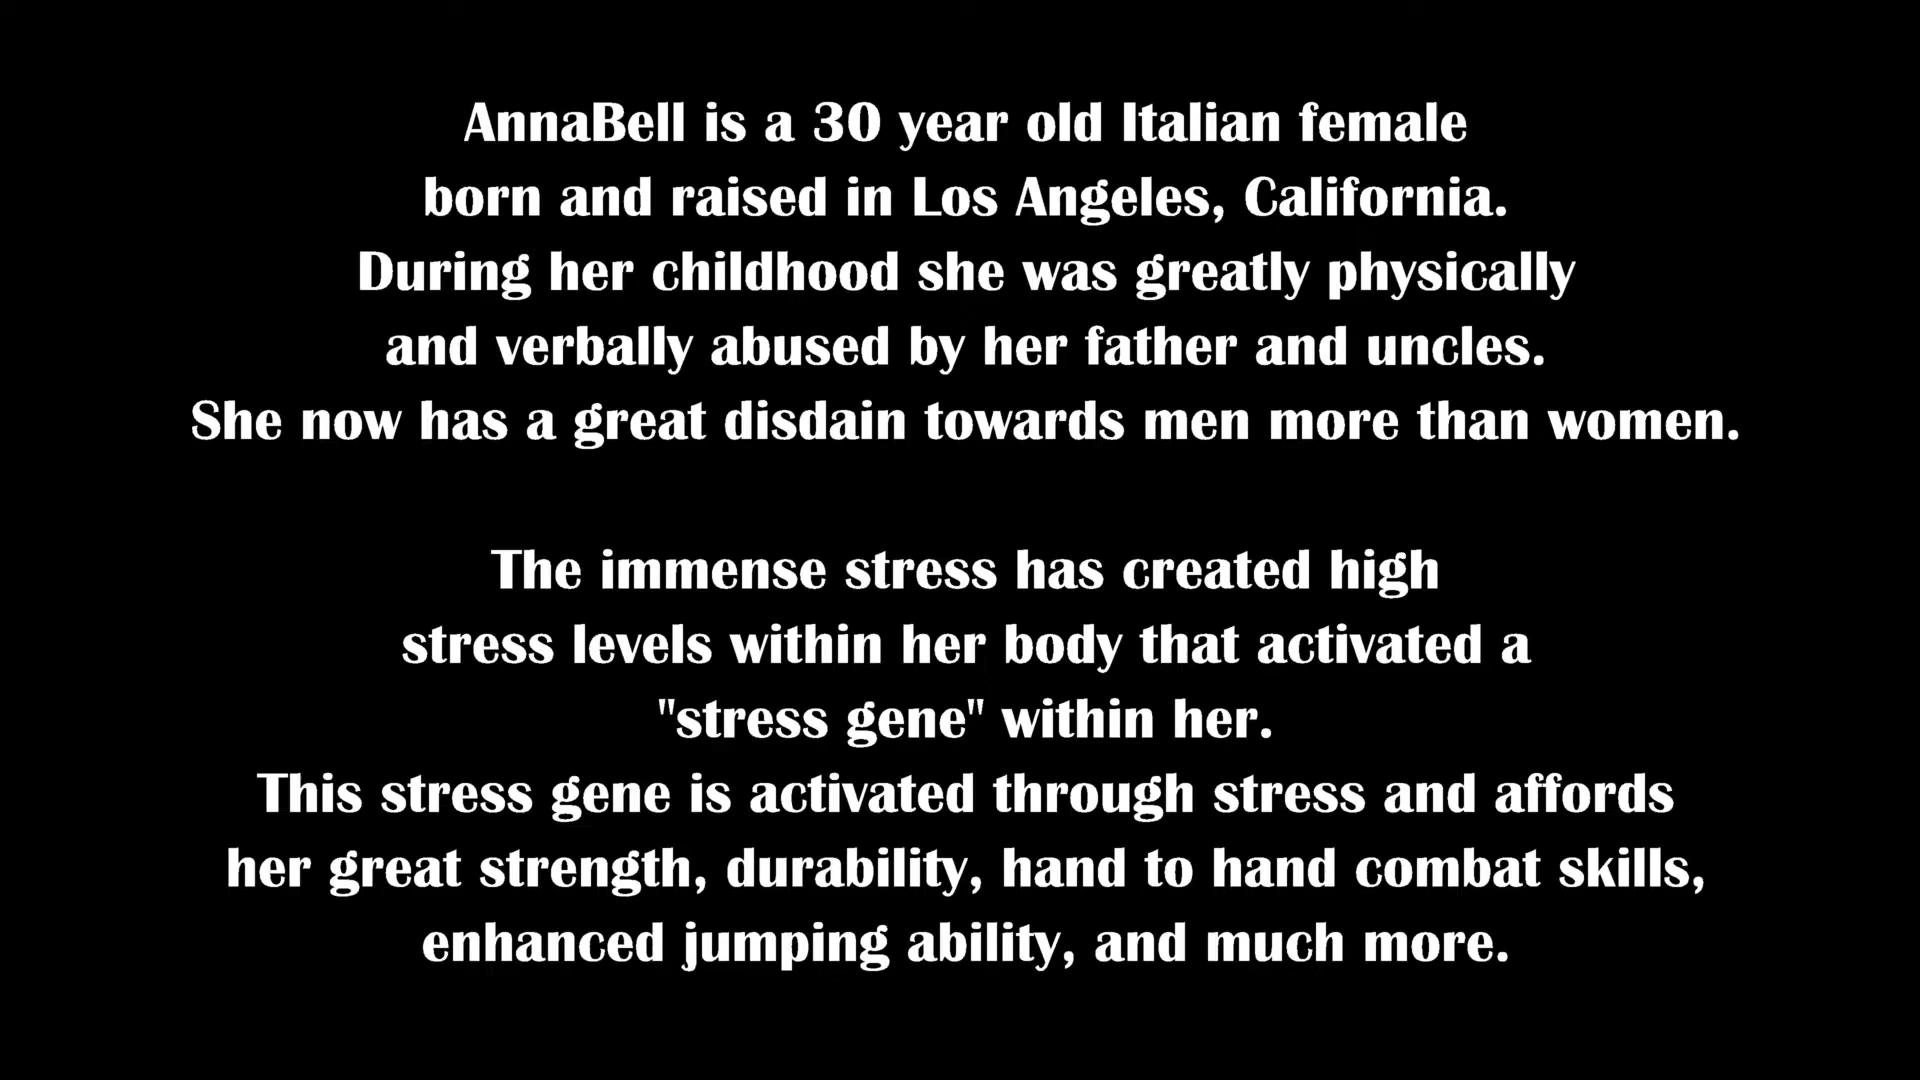 AnnaBell is a 30 year old Italian female
born and raised in Los Angeles, California.
During her childhood she was greatly physically
and verbally abused by her father and uncles.
She now has a great disdain towards men more than women.
The immense stress has created high
stress levels within her body that activated a
"stress gene" within her.
This stress gene is activated through stress and affords
her great strength, durability, hand to hand combat skills,
enhanced jumping ability, and much more.